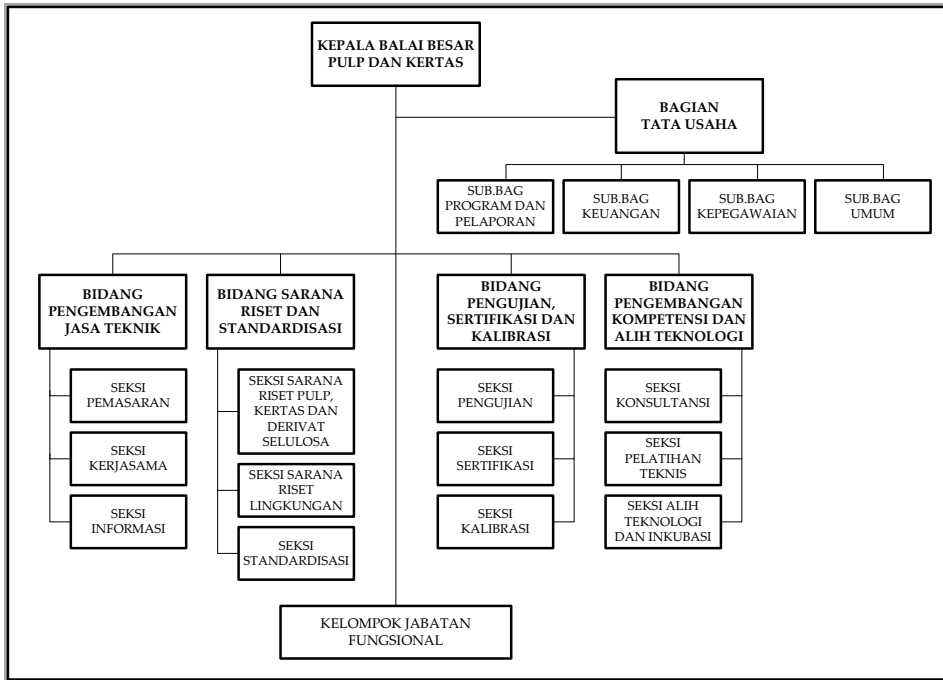 KEPALA BALAI BESAR
PULP DAN KERTAS
BAGIAN
TATA USAHA
SUB.BAG
PROGRAM DAN
PELAPORAN
SUB.BAG
KEUANGAN
SUB.BAG
KEPEGAWAIAN
SUB.BAG
UMUM
BIDANG
PENGEMBANGAN
JASA TEKNIK
BIDANG SARANA
RISET DAN
STANDARDISASI
BIDANG
PENGUJIAN,
SERTIFIKASI DAN
KALIBRASI
BIDANG
PENGEMBANGAN
KOMPETENSI DAN
ALIH TEKNOLOGI
SEKSI
PEMASARAN
SEKSI
KERJASAMA
SEKSI
INFORMASI
SEKSI SARANA
RISET PULP,
KERTAS DAN
DERIVAT
SELULOSA
SEKSI SARANA
RISET
LINGKUNGAN
SEKSI
STANDARDISASI
SEKSI
PENGUJIAN
SEKSI
SERTIFIKASI
SEKSI
KALIBRASI
SEKSI
KONSULTANSI
SEKSI
PELATIHAN
TEKNIS
SEKSI ALIH
TEKNOLOGI
DAN INKUBASI
KELOMPOK JABATAN
FUNGSIONAL